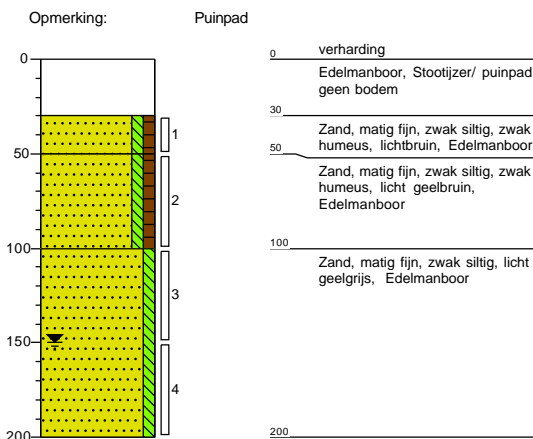 Opmerking: Puinpad
0
50
100
150
200
1
2
3
4
0 verharding
Edelmanboor, Stootijzer/ puinpad
geen bodem
30
Zand, matig fijn, zwak siltig, zwak
humeus, lichtbruin, Edelmanboor
50
Zand, matig fijn, zwak siltig, zwak
humeus, licht geelbruin,
Edelmanboor
100
Zand, matig fijn, zwak siltig, licht
geelgrijs, Edelmanboor
200